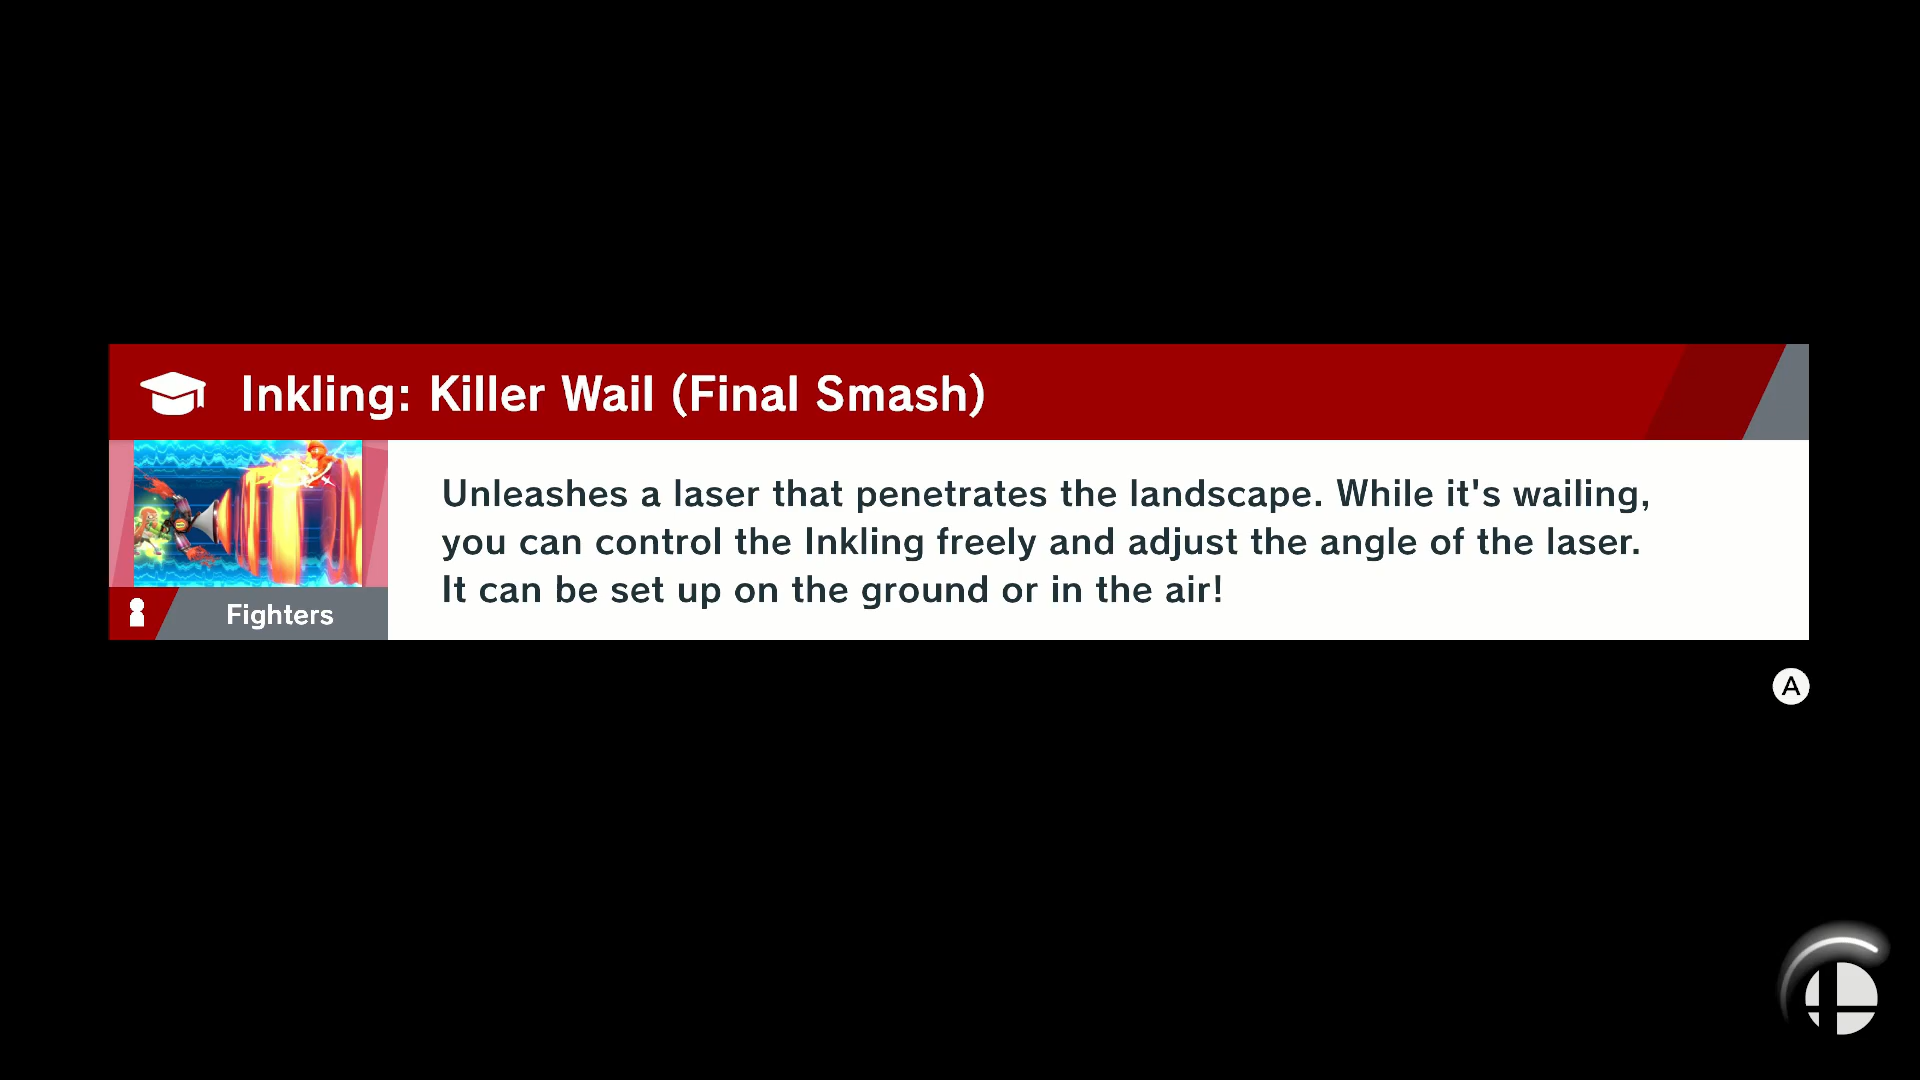 Inkling: Killer Wail (Final Smash)
Unleashes a laser that penetrates the landscape. While it's wailing,
you can control the Inkling freely and adjust the angle of the laser.
It can be set up on the ground or in the air!
Fighters
A